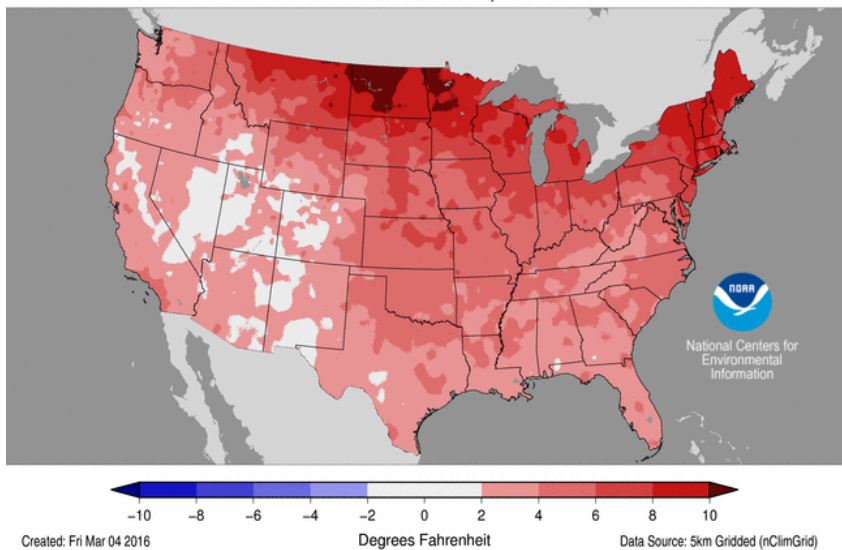 NOAA
National Centers for
Environmental
Information
-10 -8 -6 -4 -2 0 2 4 6 8 10
Created: Fri Mar 04 2016 Degrees Fahrenheit Data Source: 5km Gridded (nClimGrid)